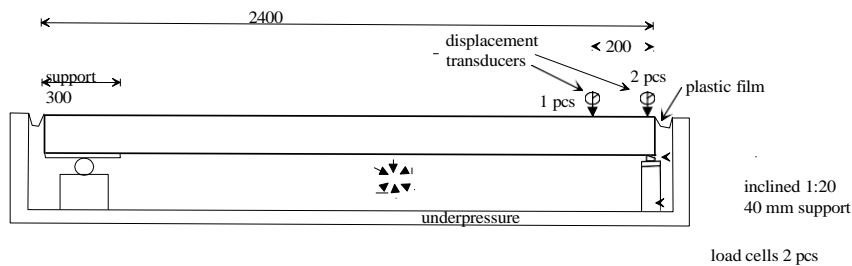 2400
displacement
transducers
200
2 pcs
1 pcs
plastic film
support
300
inclined 1:20
40 mm support
underpressure
load cells 2 pcs